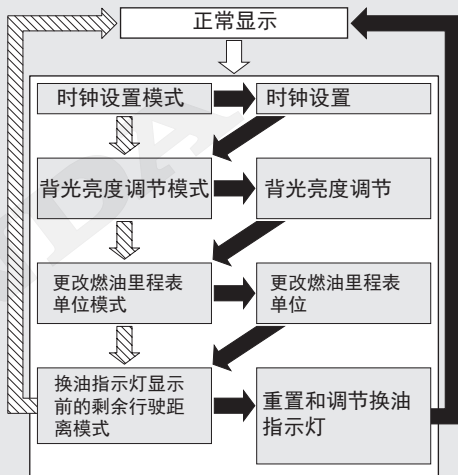 正常显示
时钟设置模式
时钟设置
背光亮度调节模式
背光亮度调节
更改燃油里程表
单位模式
更改燃油里程表
单位
换油指示灯显示
前的剩余行驶距
离模式
重置和调节换油
指示灯